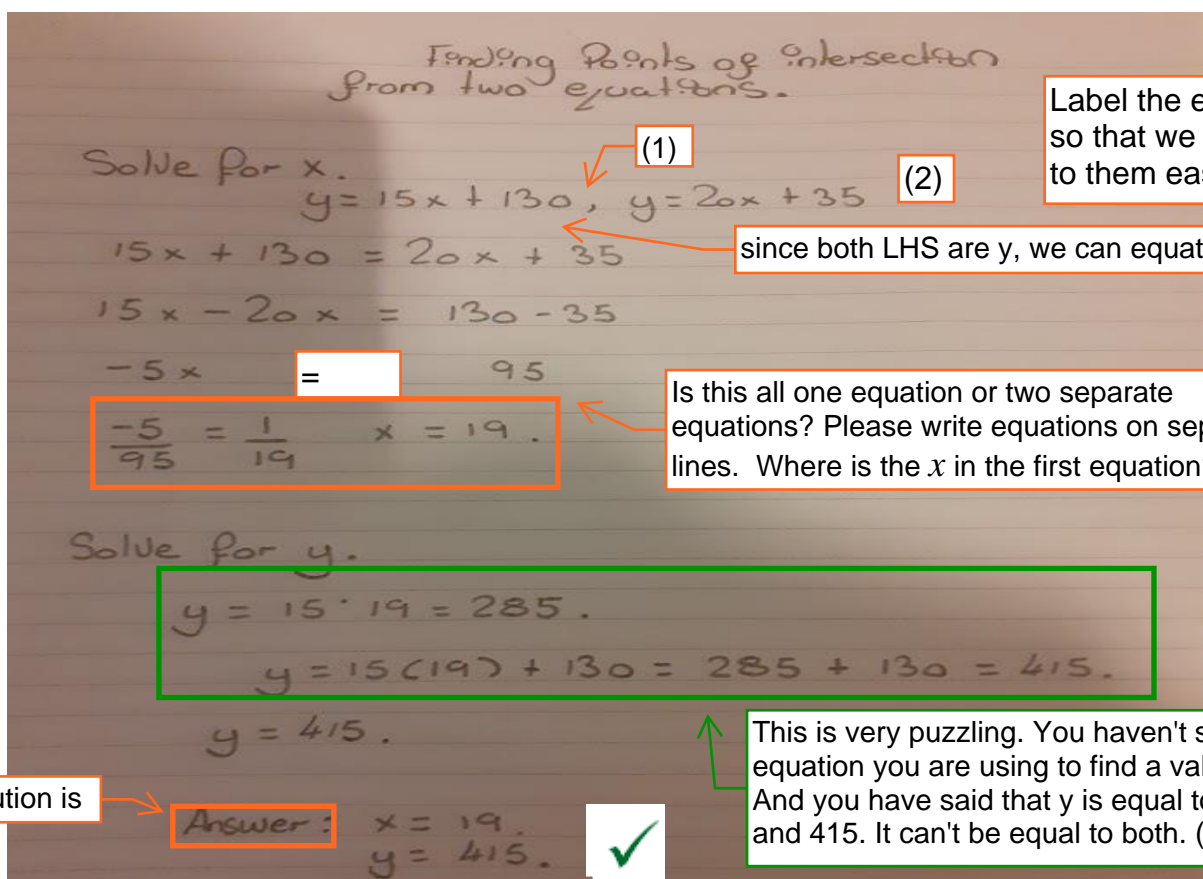 Finding Points of intersection
from two equations.
Label the e
so that we
to them eas
Solve for x.
(1)
y = 15x + 130, y = 20x + 35
(2)
since both LHS are y, we can equat
15x + 130 = 20x + 35
15x - 20x = 130 - 35
-5x = 95
Is this all one equation or two separate
equations? Please write equations on sep
lines. Where is the x in the first equation
-5/95 = 1/19 x = 19.
Solve for y.
y = 15 · 19 = 285.
y = 15(19) + 130 = 285 + 130 = 415.
y = 415.
This is very puzzling. You haven't s
equation you are using to find a val
And you have said that y is equal to
and 415. It can't be equal to both. (
ution is
Answer: x = 19.
y = 415.